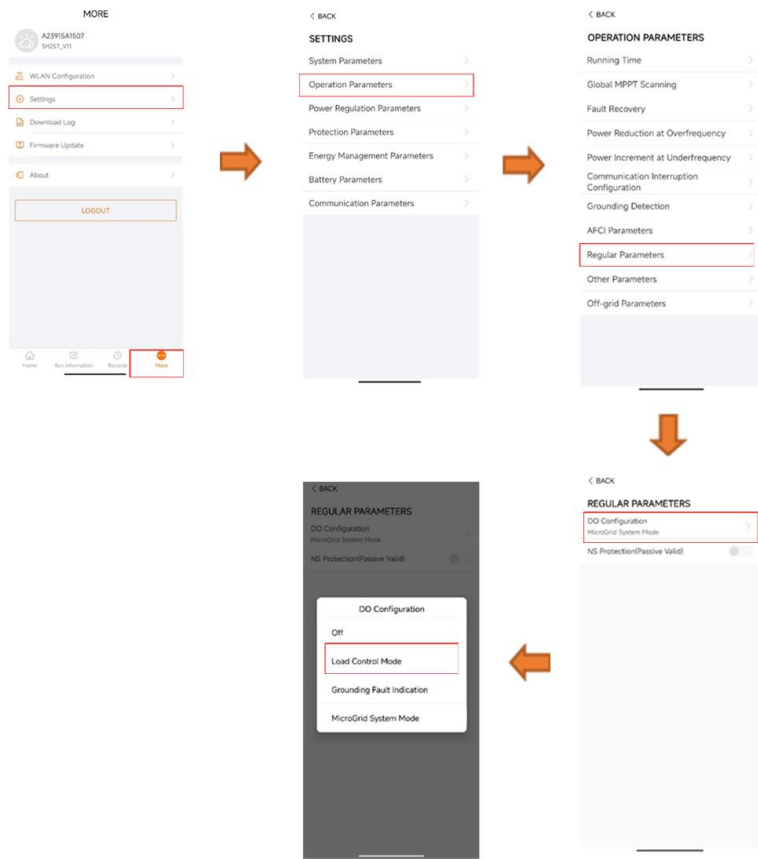 MORE
A23915A1507
SH25T_V11
WLAN Configuration
Settings
Download Log
Firmware Update
About
LOGOUT
Home
Run Information
Records
More
< BACK
SETTINGS
System Parameters
Operation Parameters
Power Regulation Parameters
Protection Parameters
Energy Management Parameters
Battery Parameters
Communication Parameters
< BACK
OPERATION PARAMETERS
Running Time
Global MPPT Scanning
Fault Recovery
Power Reduction at Overfrequency
Power Increment at Underfrequency
Communication Interruption
Configuration
Grounding Detection
AFCI Parameters
Regular Parameters
Other Parameters
Off-grid Parameters
< BACK
REGULAR PARAMETERS
DO Configuration
MicroGrid System Mode
NS Protection(Passive Valid)
< BACK
REGULAR PARAMETERS
DO Configuration
MicroGrid System Mode
NS Protection(Passive Valid)
DO Configuration
Off
Load Control Mode
Grounding Fault Indication
MicroGrid System Mode